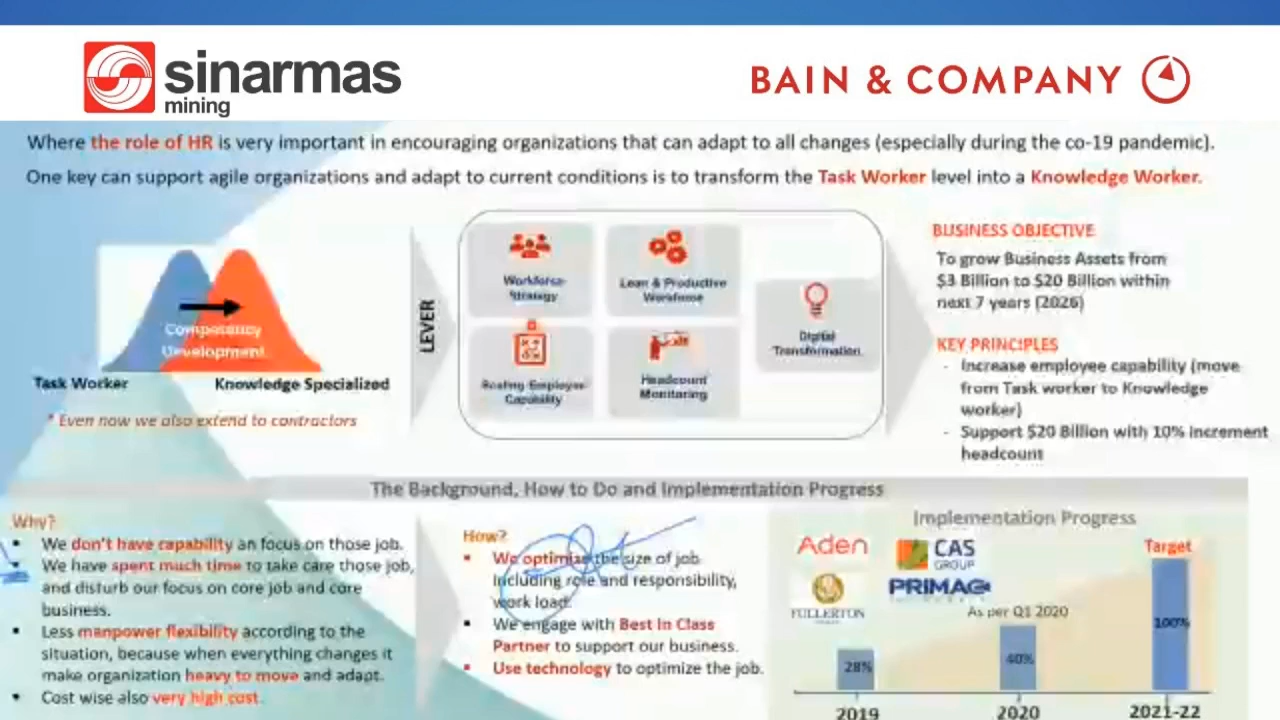 sinarmas
mining
BAIN & COMPANY
Where the role of HR is very important in encouraging organizations that can adapt to all changes (especially during the co-19 pandemic).
One key can support agile organizations and adapt to current conditions is to transform the Task Worker level into a Knowledge Worker.
Competency
Development
Task Worker
Knowledge Specialized
* Even now we also extend to contractors
LEVER
Workforce
Strategy
Lean & Productive
Workforce
Employee
Capability
Headcount
Monitoring
Digital
Transformation
BUSINESS OBJECTIVE
To grow Business Assets from
$3 Billion to $20 Billion within
next 7 years (2026)
KEY PRINCIPLES
- Increase employee capability (move
from Task worker to Knowledge
worker)
- Support $20 Billion with 10% increment
headcount
The Background, How to Do and Implementation Progress
Why?
• We don't have capability an focus on those job.
• We have spent much time to take care those job,
and disturb our focus on core job and core
business.
• Less manpower flexibility according to the
situation, because when everything changes it
make organization heavy to move and adapt.
• Cost wise also very high cost.
How?
• We optimize the size of job
including role and responsibility,
work load.
• We engage with Best In Class
Partner to support our business.
• Use technology to optimize the job.
Implementation Progress
Aden
CAS
GROUP
FULLERTON
PRIMA
Target
As per Q1 2020
28%
40%
100%
2019
2020
2021-22